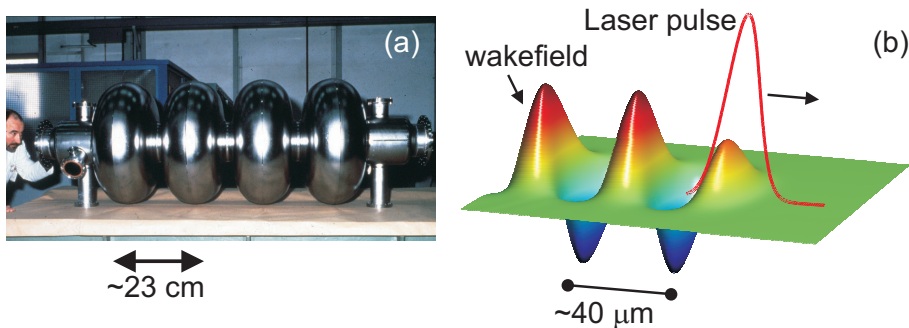 (a)
~23 cm
Laser pulse
(b)
wakefield
~40 μm